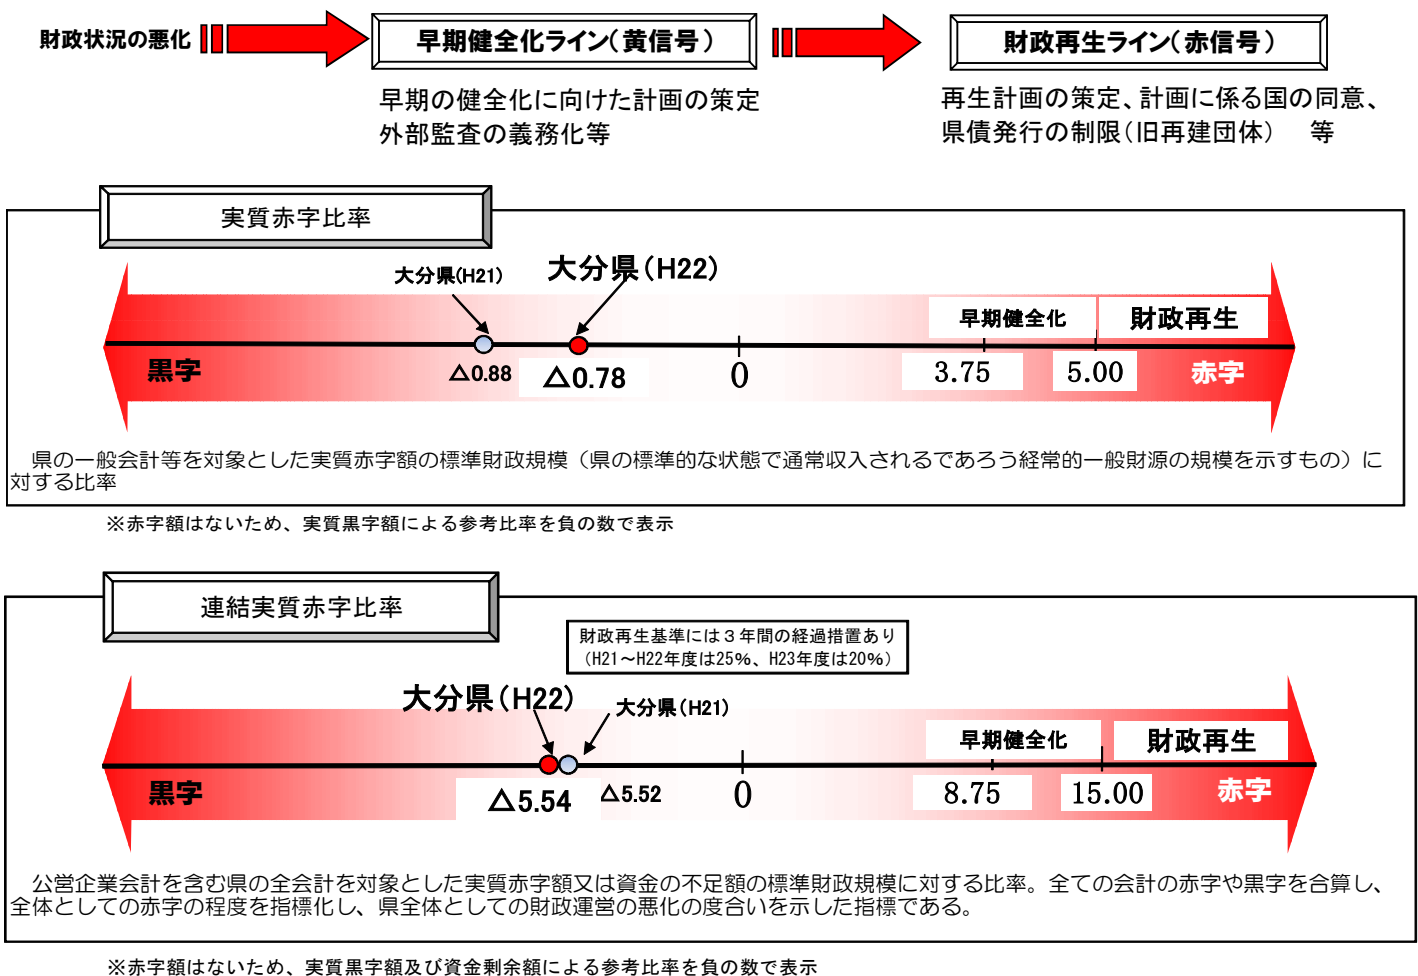 財政状況の悪化
早期健全化ライン(黄信号)
財政再生ライン(赤信号)
早期の健全化に向けた計画の策定
外部監査の義務化等
再生計画の策定、計画に係る国の同意、
県債発行の制限(旧再建団体)　等
実質赤字比率
大分県(H21)
大分県(H22)
早期健全化
財政再生
黒字
△0.88
△0.78
0
3.75
5.00
赤字
県の一般会計等を対象とした実質赤字額の標準財政規模（県の標準的な状態で通常収入されるであろう経常的一般財源の規模を示すもの）に
対する比率
※赤字額はないため、実質黒字額による参考比率を負の数で表示
連結実質赤字比率
財政再生基準には３年間の経過措置あり
(H21～H22年度は25%、H23年度は20%)
大分県(H22)
大分県(H21)
早期健全化
財政再生
黒字
△5.54
△5.52
0
8.75
15.00
赤字
公営企業会計を含む県の全会計を対象とした実質赤字額又は資金の不足額の標準財政規模に対する比率。全ての会計の赤字や黒字を合算し、
全体としての赤字の程度を指標化し、県全体としての財政運営の悪化の度合いを示した指標である。
※赤字額はないため、実質黒字額及び資金剰余額による参考比率を負の数で表示